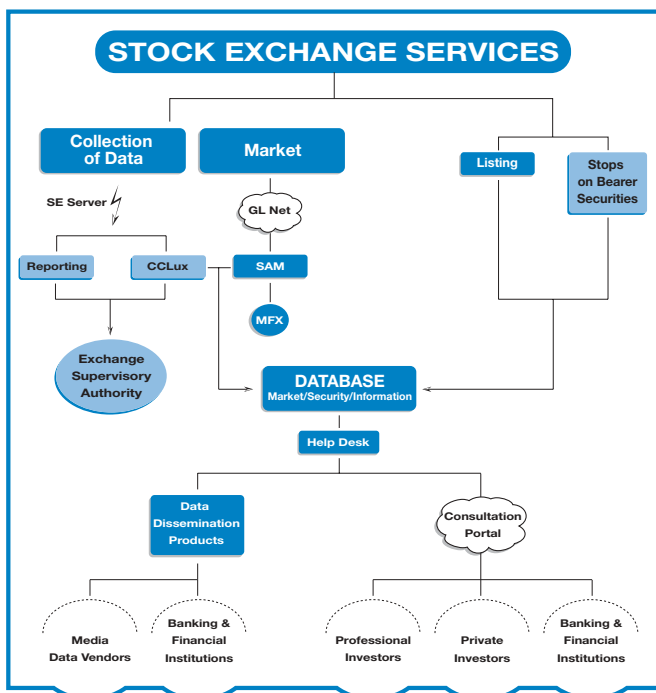 STOCK EXCHANGE SERVICES
Collection
of Data
Market
Listing
Stops
on Bearer
Securities
SE Server
GL Net
Reporting
CCLux
SAM
MFX
Exchange
Supervisory
Authority
DATABASE
Market/Security/Information
Help Desk
Data
Dissemination
Products
Consultation
Portal
Media
Data Vendors
Banking &
Financial
Institutions
Professional
Investors
Private
Investors
Banking &
Financial
Institutions